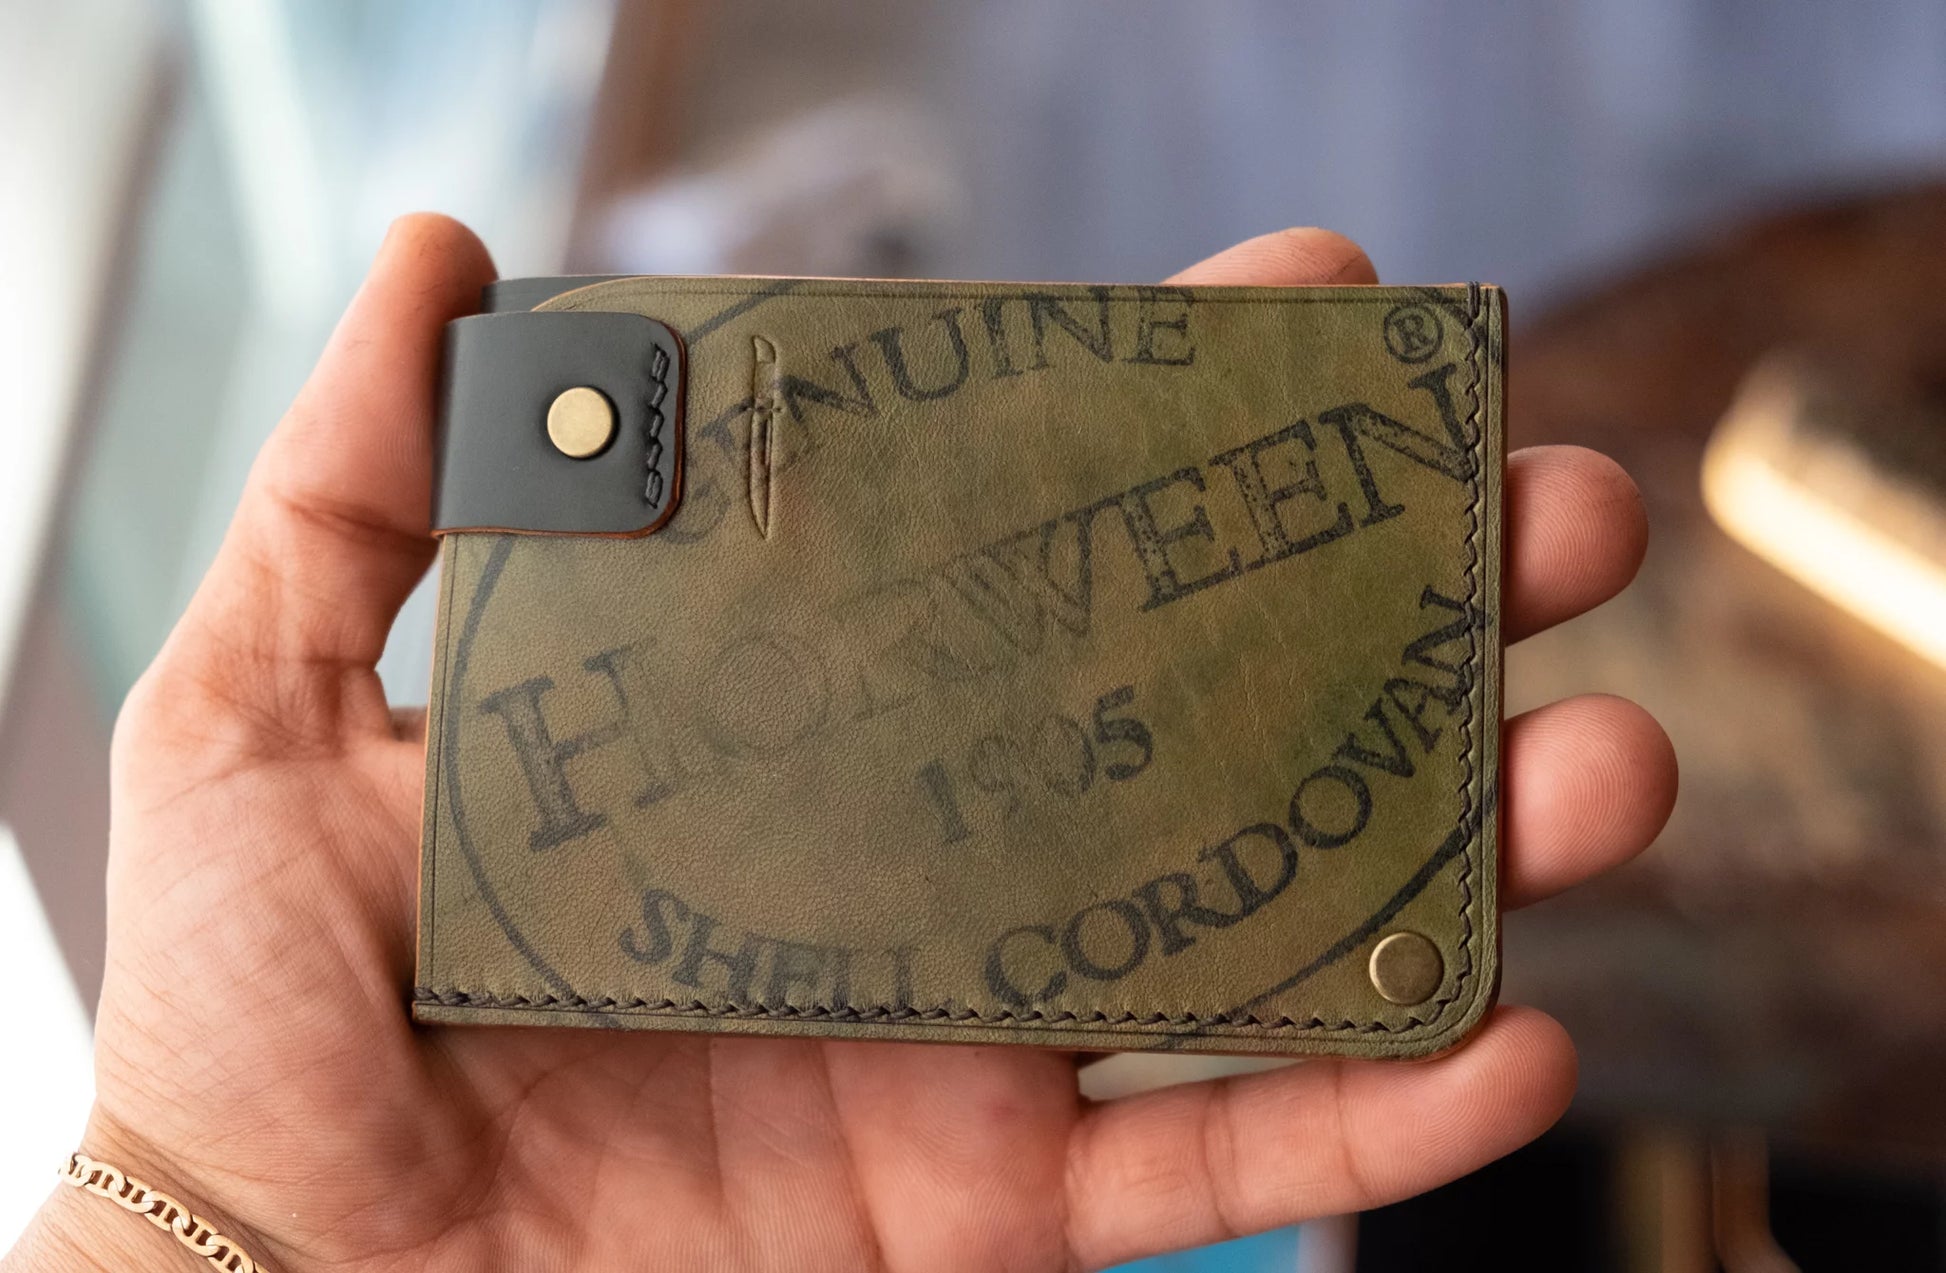 GENUINE
®
HORWEEN
1905
SHELL CORDOVAN